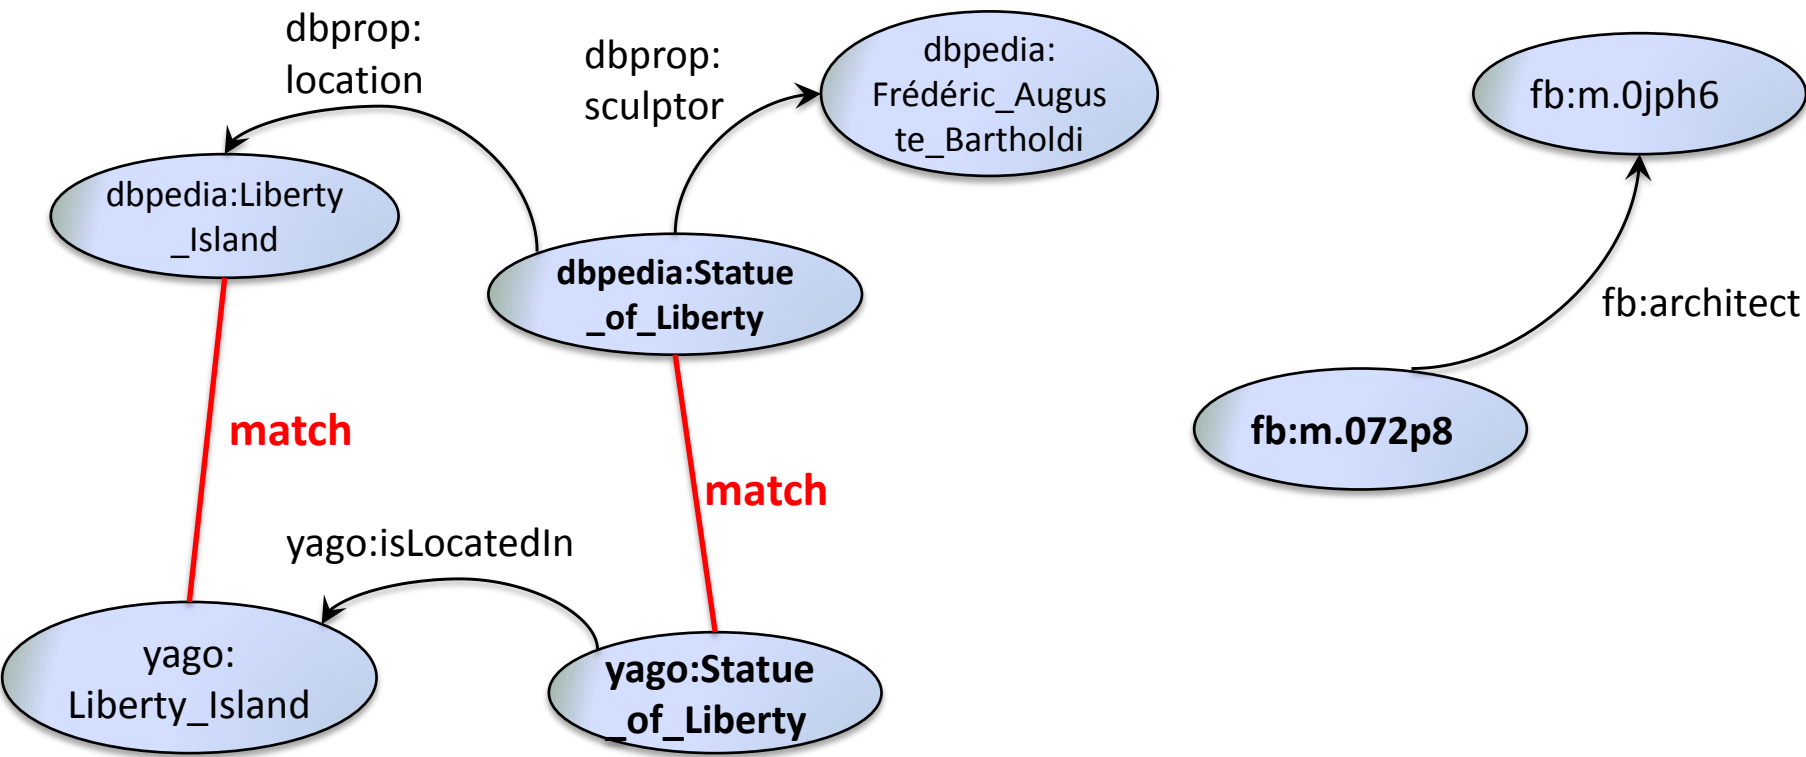 dbprop:
location
dbprop:
sculptor
dbpedia:
Frédéric_Augus
te_Bartholdi
fb:m.0jph6
dbpedia:Liberty
_Island
dbpedia:Statue
_of_Liberty
fb:architect
match
fb:m.072p8
match
yago:isLocatedIn
yago:
Liberty_Island
yago:Statue
_of_Liberty